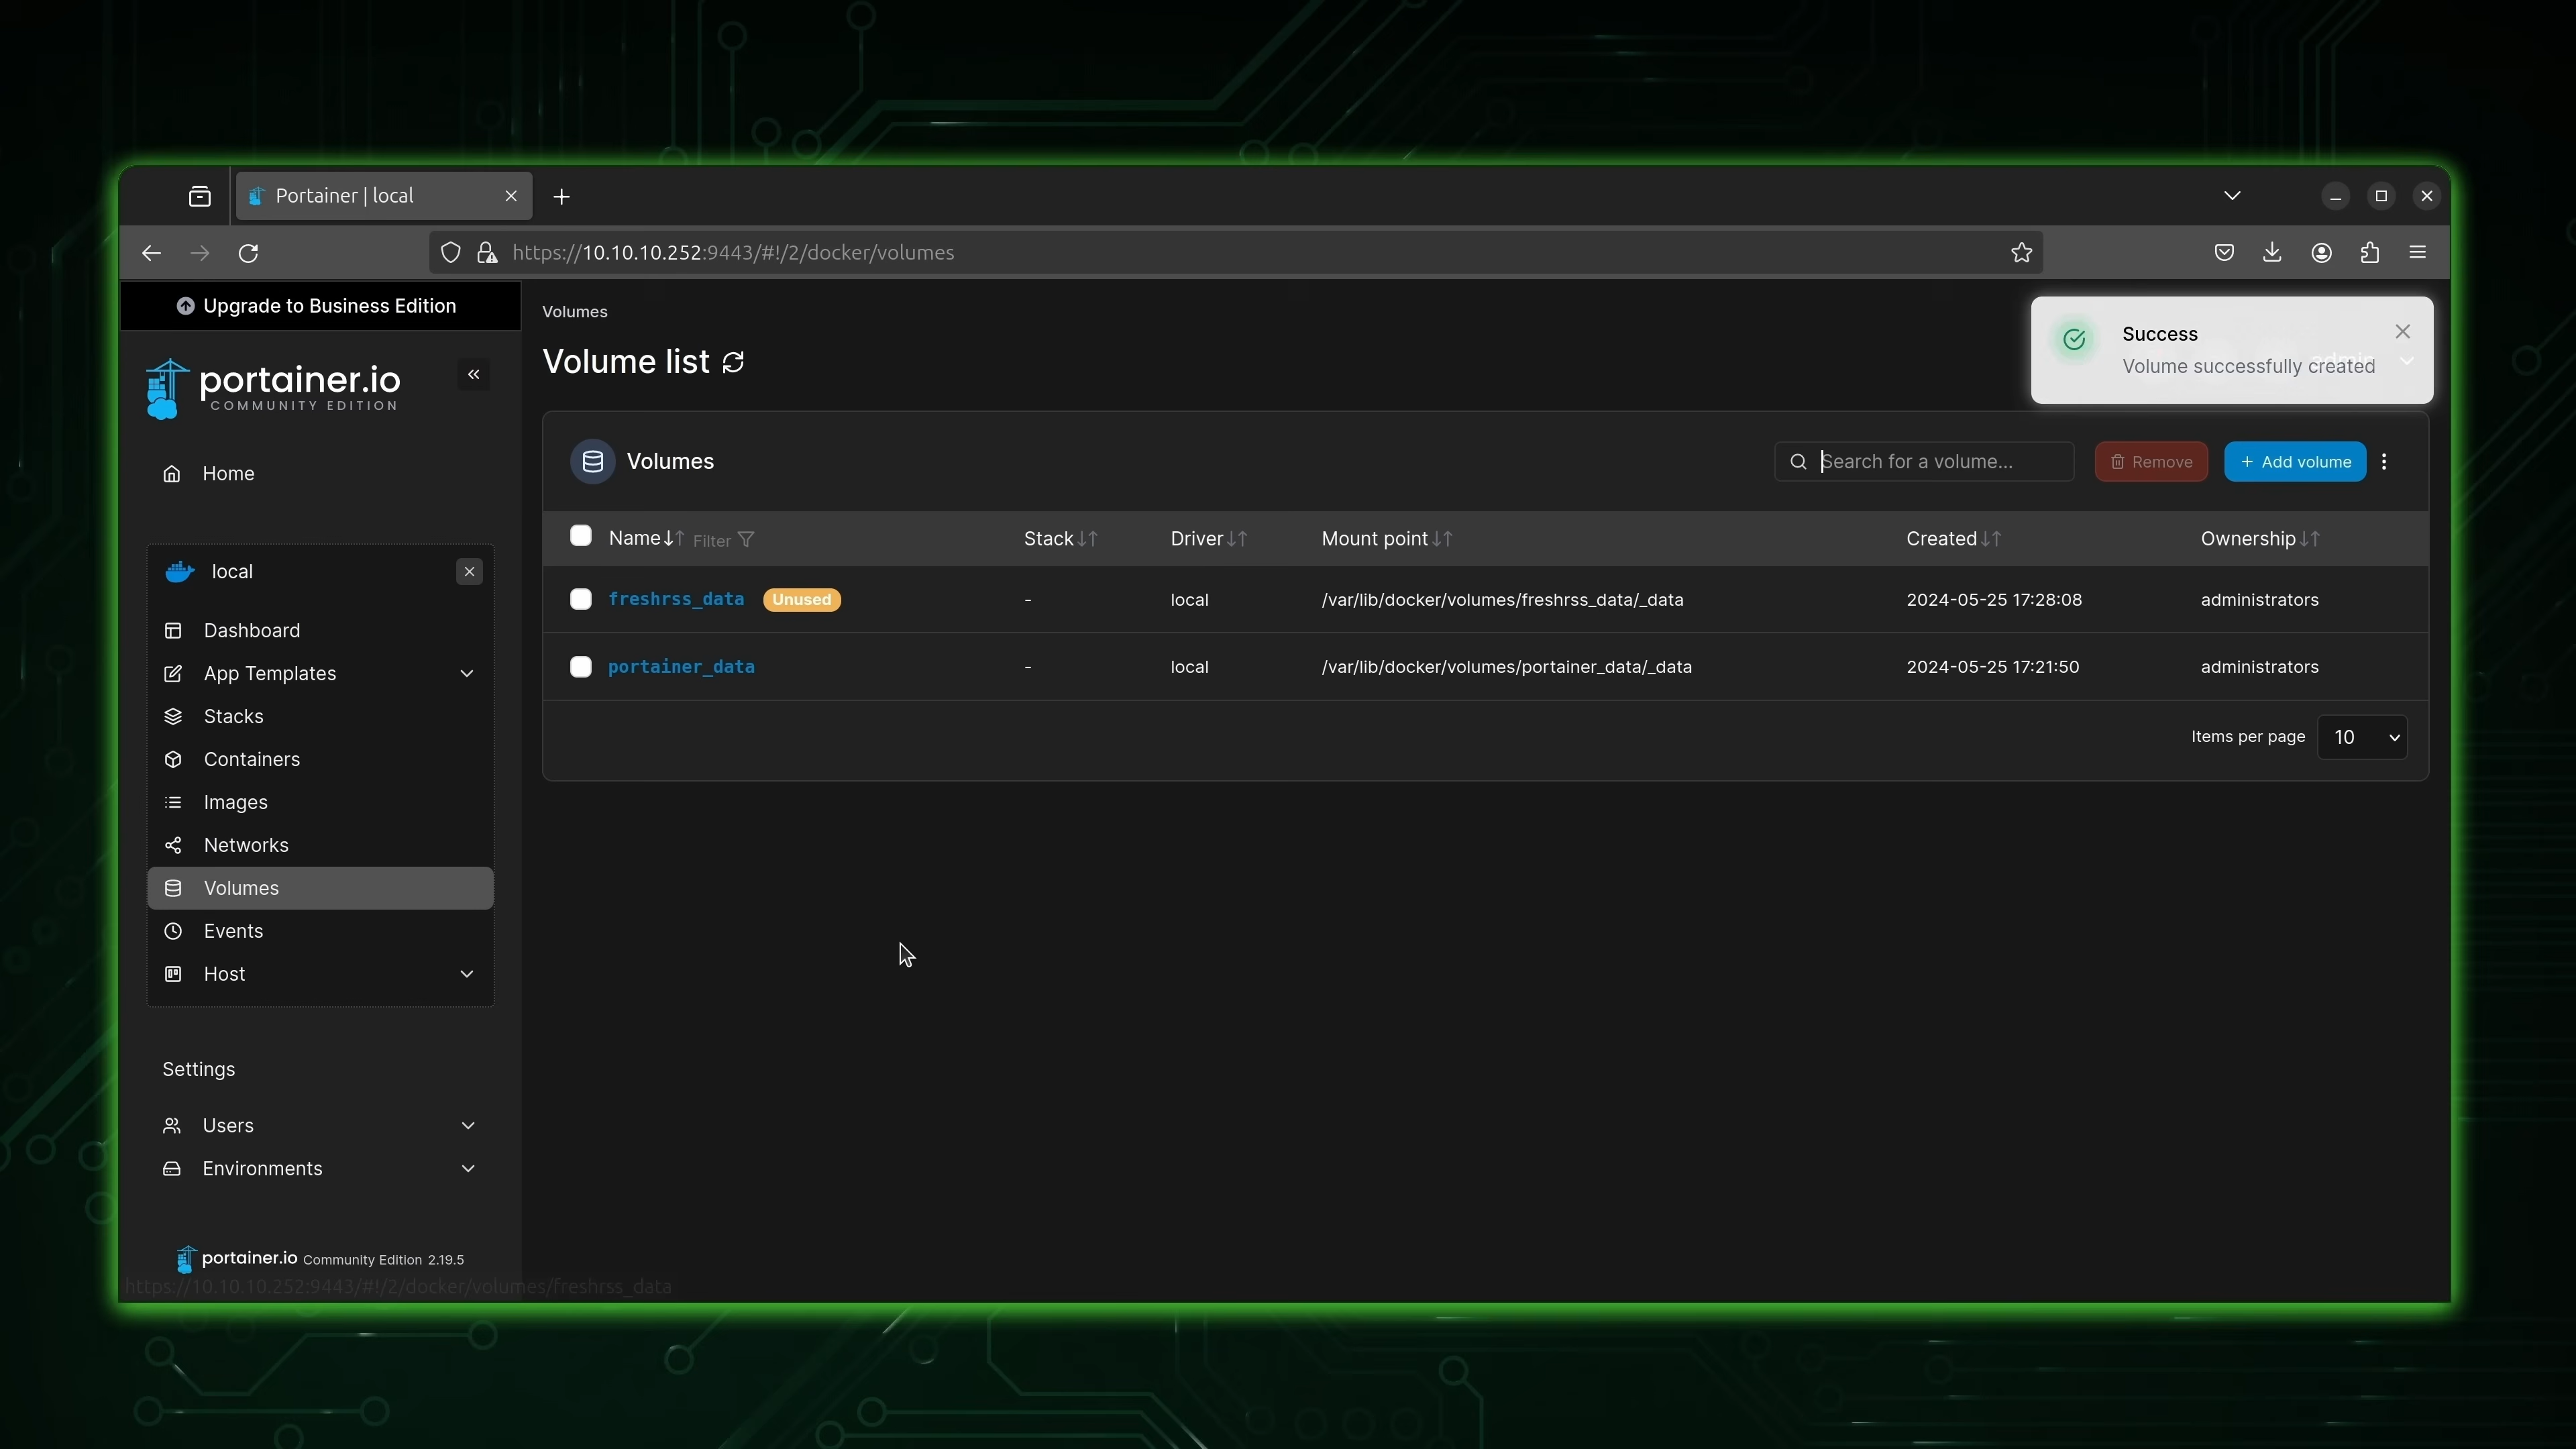 Portainer | local
https://10.10.10.252:9443/#!/2/docker/volumes
Upgrade to Business Edition
portainer.io
COMMUNITY EDITION
Home
local
Dashboard
App Templates
Stacks
Containers
Images
Networks
Volumes
Events
Host
Settings
Users
Environments
portainer.io Community Edition 2.19.5
https://10.10.10.252:9443/#!/2/docker/volumes/freshrss_data
Volumes
Volume list
Success
admin
Volume successfully created
Volumes
Search for a volume...
Remove
Add volume
Name Filter Stack Driver Mount point Created Ownership
freshrss_data Unused - local /var/lib/docker/volumes/freshrss_data/_data 2024-05-25 17:28:08 administrators
portainer_data - local /var/lib/docker/volumes/portainer_data/_data 2024-05-25 17:21:50 administrators
Items per page 10